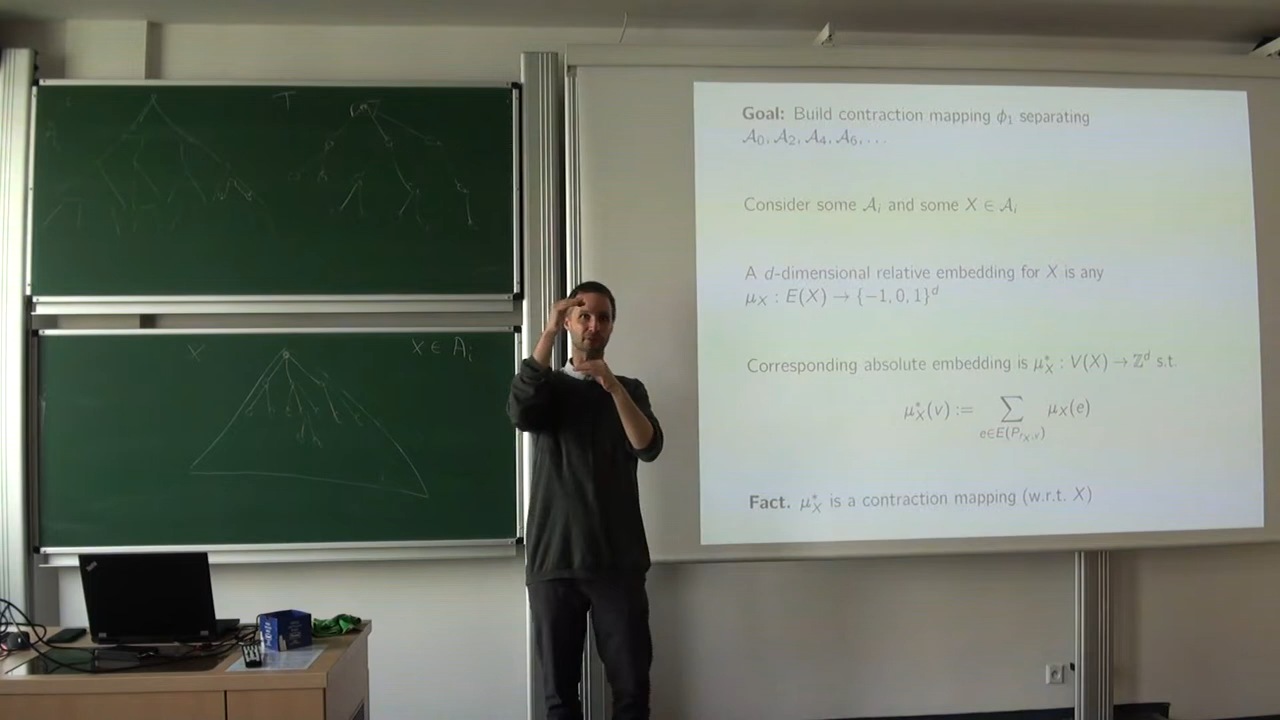 T
X
X ∈ A_i
Goal: Build contraction mapping ϕ₁ separating
𝒜₀, 𝒜₂, 𝒜₄, 𝒜₆, …
Consider some 𝒜ᵢ and some X ∈ 𝒜ᵢ
A d-dimensional relative embedding for X is any
μ_X : E(X) → {−1, 0, 1}^d
Corresponding absolute embedding is μ*_X : V(X) → ℤ^d s.t.
μ*_X(v) := ∑_{e∈E(P_{r_X,v})} μ_X(e)
Fact. μ*_X is a contraction mapping (w.r.t. X)